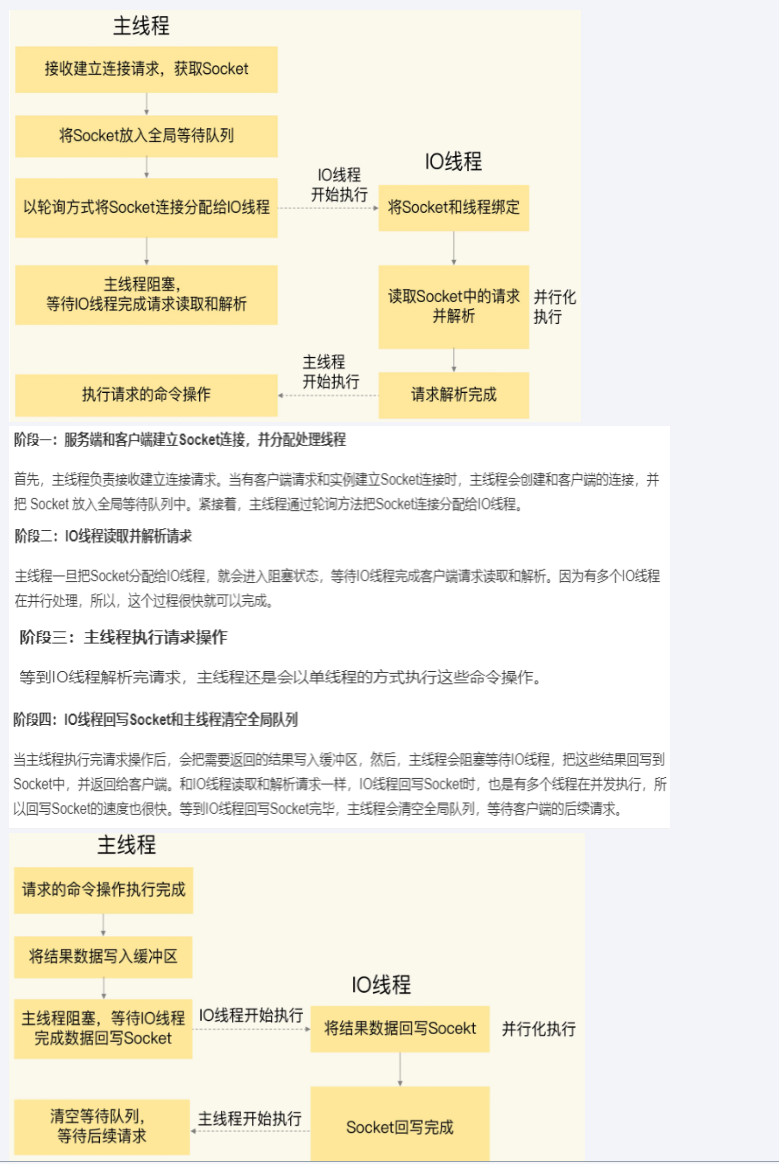 主线程
接收建立连接请求，获取Socket
将Socket放入全局等待队列
IO线程
IO线程
开始执行
以轮询方式将Socket连接分配给IO线程
将Socket和线程绑定
主线程阻塞，
等待IO线程完成请求读取和解析
读取Socket中的请求
并解析
并行化
执行
主线程
开始执行
执行请求的命令操作
请求解析完成
阶段一：服务端和客户端建立Socket连接，并分配处理线程
首先，主线程负责接收建立连接请求。当有客户端请求和实例建立Socket连接时，主线程会创建和客户端的连接，并
把 Socket 放入全局等待队列中。紧接着，主线程通过轮询方法把Socket连接分配给IO线程。
阶段二：IO线程读取并解析请求
主线程一旦把Socket分配给IO线程，就会进入阻塞状态，等待IO线程完成客户端请求读取和解析。因为有多个IO线程
在并行处理，所以，这个过程很快就可以完成。
阶段三：主线程执行请求操作
等到IO线程解析完请求，主线程还是会以单线程的方式执行这些命令操作。
阶段四：IO线程回写Socket和主线程清空全局队列
当主线程执行完请求操作后，会把需要返回的结果写入缓冲区，然后，主线程会阻塞等待IO线程，把这些结果回写到
Socket中，并返回给客户端。和IO线程读取和解析请求一样，IO线程回写Socket时，也是有多个线程在并发执行，所
以回写Socket的速度也很快。等到IO线程回写Socket完毕，主线程会清空全局队列，等待客户端的后续请求。
主线程
请求的命令操作执行完成
将结果数据写入缓冲区
IO线程
主线程阻塞，等待IO线程
完成数据回写Socket
IO线程开始执行
将结果数据回写Socekt
并行化执行
清空等待队列，
等待后续请求
主线程开始执行
Socket回写完成